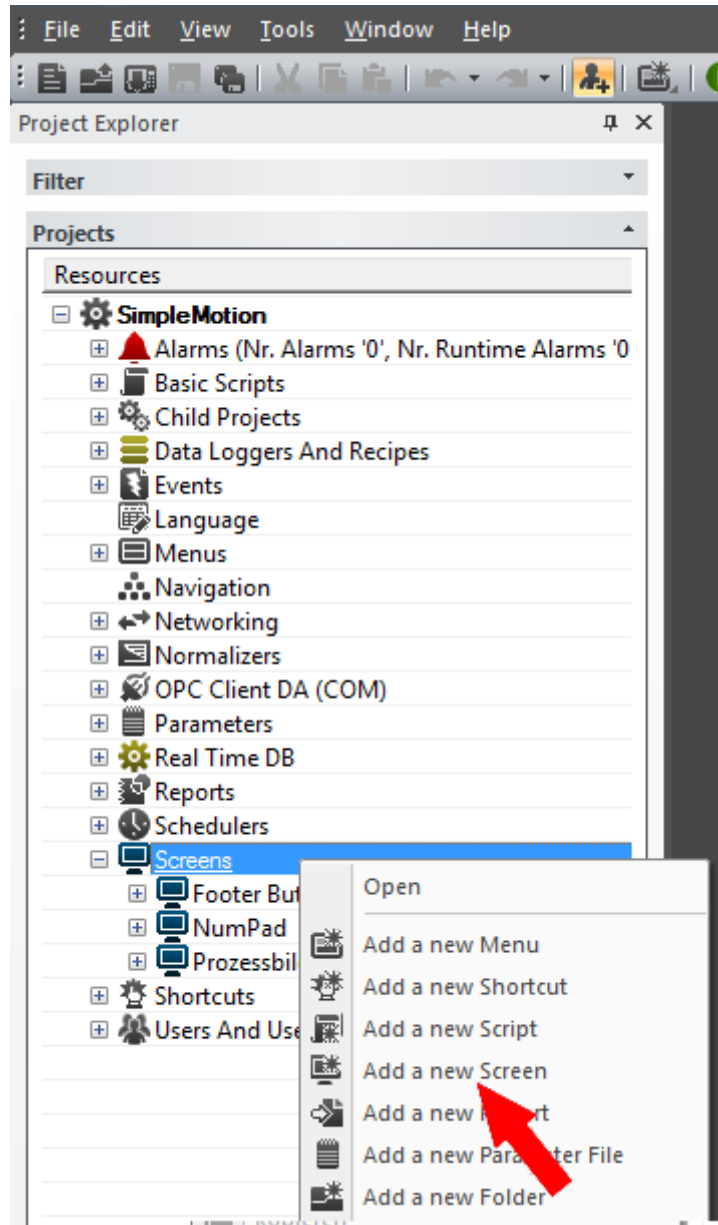 File Edit View Tools Window Help
Project Explorer
Filter
Projects
Resources
SimpleMotion
Alarms (Nr. Alarms '0', Nr. Runtime Alarms '0
Basic Scripts
Child Projects
Data Loggers And Recipes
Events
Language
Menus
Navigation
Networking
Normalizers
OPC Client DA (COM)
Parameters
Real Time DB
Reports
Schedulers
Screens
Footer But
NumPad
Prozessbil
Shortcuts
Users And Use
Open
Add a new Menu
Add a new Shortcut
Add a new Script
Add a new Screen
Add a new
Add a new Parameter File
Add a new Folder